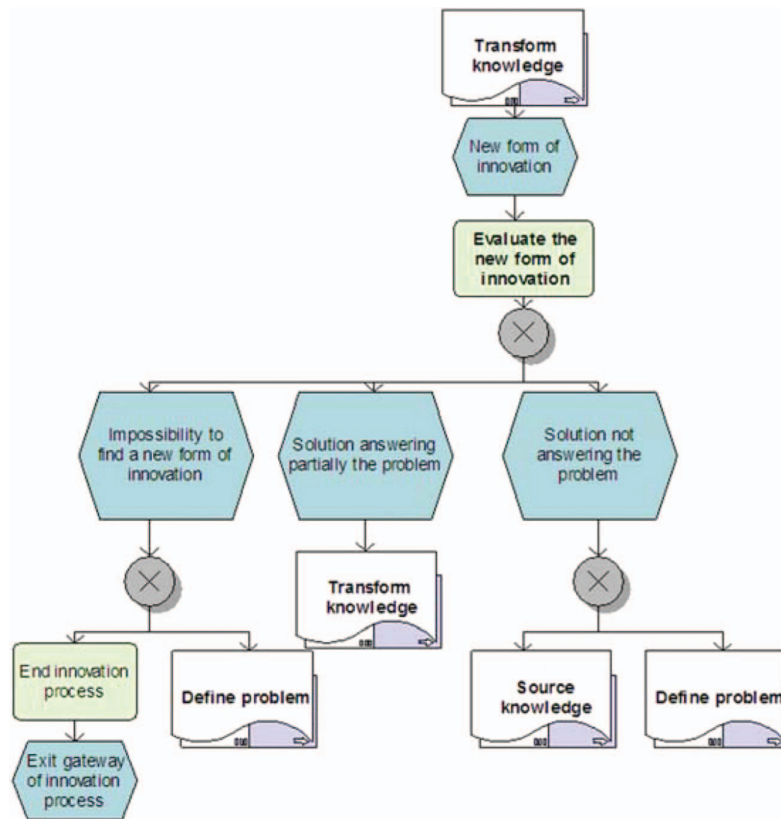 Transform
knowledge
New form of
innovation
Evaluate the
new form of
innovation
Impossibility to
find a new form of
innovation
Solution answering
partially the problem
Solution not
answering the
problem
Transform
knowledge
End innovation
process
Define problem
Source
knowledge
Define problem
Exit gateway
of innovation
process